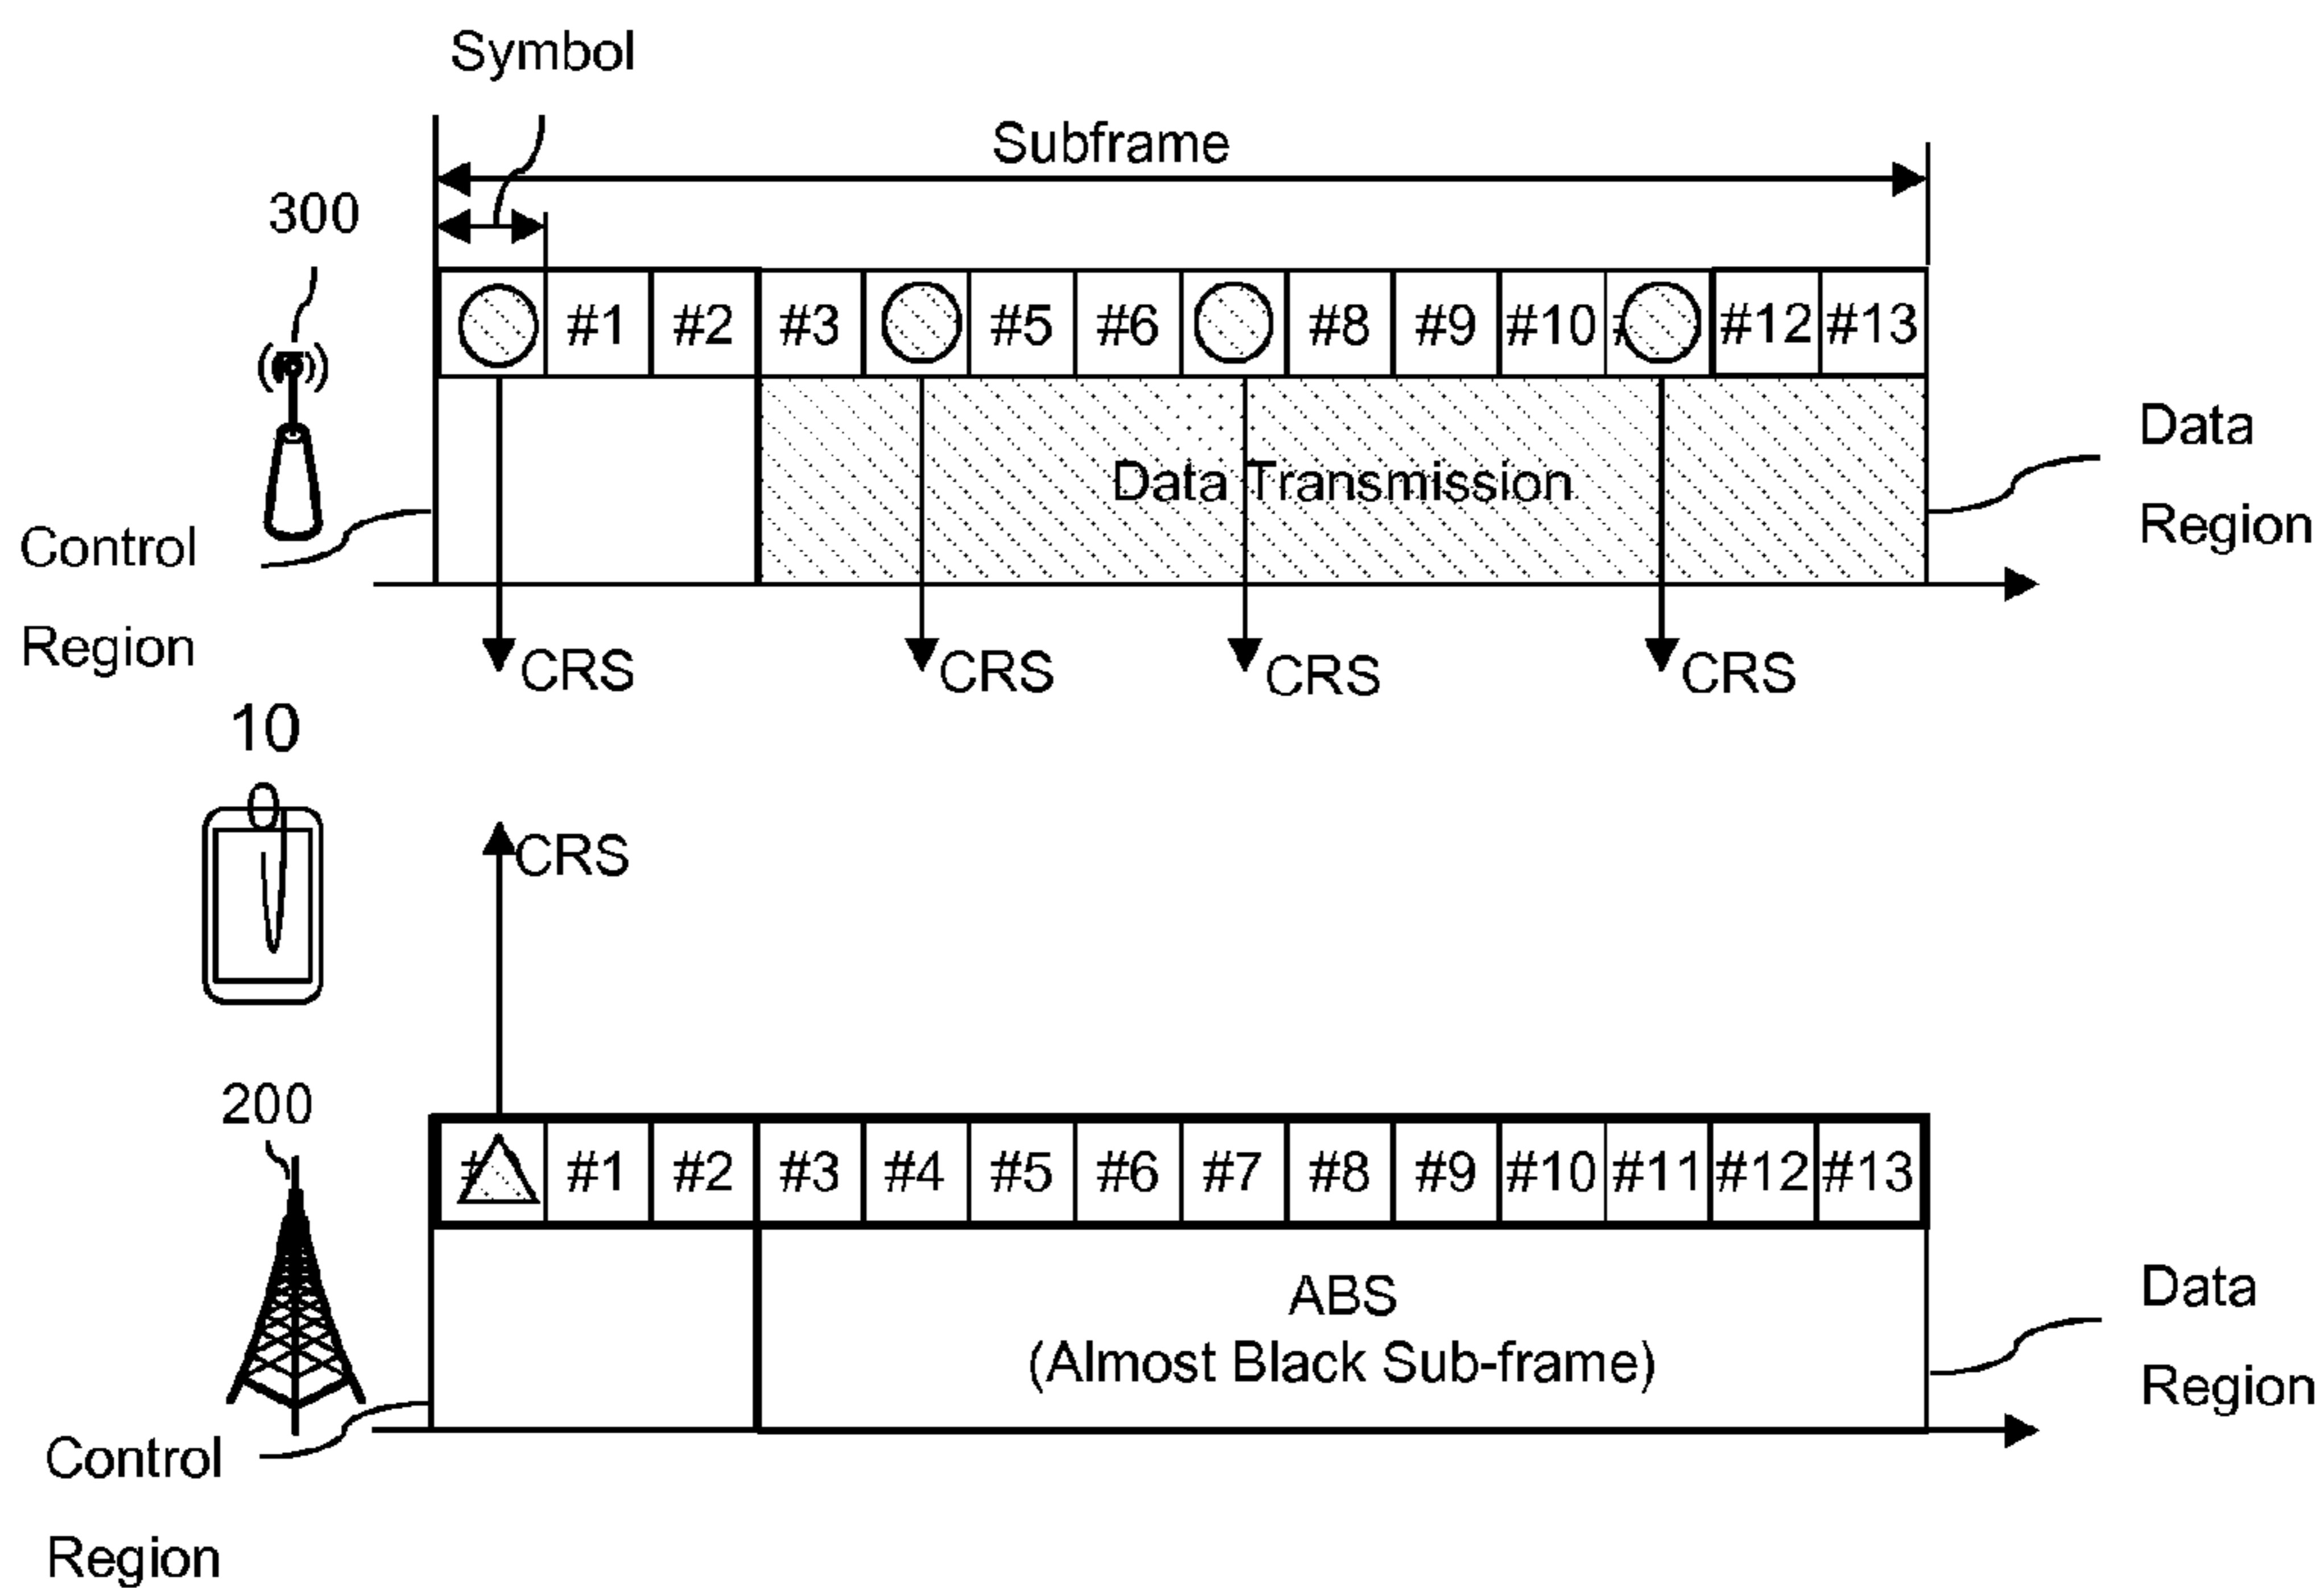 Symbol
Subframe
300
#1 #2 #3 #5 #6 #8 #9 #10 # #12 #13
Data Transmission
Data
Region
Control
Region
CRS CRS CRS CRS
10
CRS
200
# #1 #2 #3 #4 #5 #6 #7 #8 #9 #10 #11 #12 #13
ABS
(Almost Black Sub-frame)
Data
Region
Control
Region